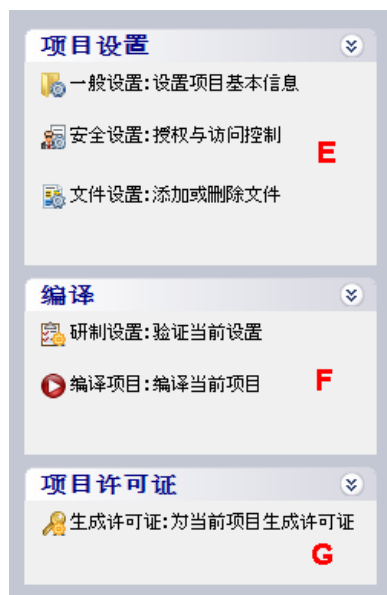 项目设置
一般设置:设置项目基本信息
安全设置:授权与访问控制
E
文件设置:添加或删除文件
编译
研制设置:验证当前设置
编译项目:编译当前项目
F
项目许可证
生成许可证:为当前项目生成许可证
G